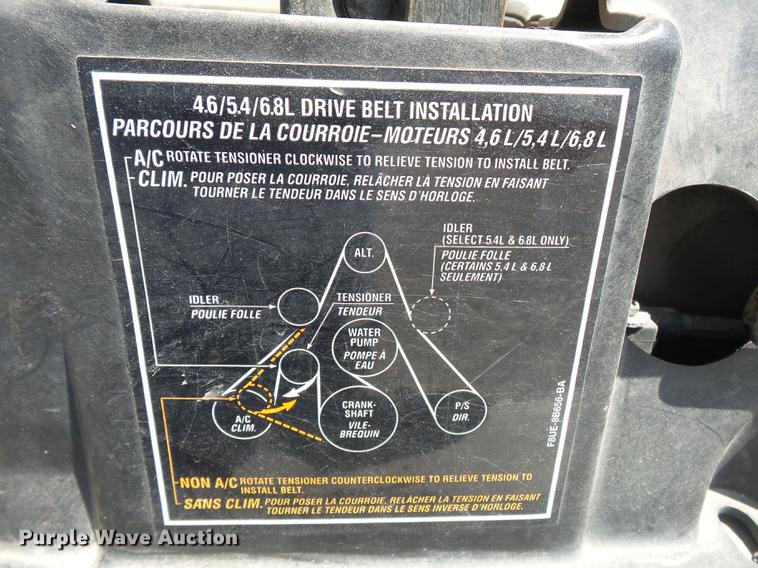 4.6/5.4/6.8L DRIVE BELT INSTALLATION
PARCOURS DE LA COURROIE–MOTEURS 4,6 L/5,4 L/6,8 L
A/C ROTATE TENSIONER CLOCKWISE TO RELIEVE TENSION TO INSTALL BELT.
CLIM. POUR POSER LA COURROIE, RELÂCHER LA TENSION EN FAISANT
TOURNER LE TENDEUR DANS LE SENS D'HORLOGE.
IDLER
(SELECT 5.4L & 6.8L ONLY)
POULIE FOLLE
(CERTAINS 5,4 L & 6,8 L
SEULEMENT)
ALT.
IDLER
POULIE FOLLE
TENSIONER
TENDEUR
WATER
PUMP
POMPE À
EAU
A/C
CLIM.
CRANK-
SHAFT
VILE-
BREQUIN
P/S
DIR.
F8UE-8B656-BA
NON A/C ROTATE TENSIONER COUNTERCLOCKWISE TO RELIEVE TENSION TO
INSTALL BELT.
SANS CLIM. POUR POSER LA COURROIE, RELÂCHER LA TENSION EN FAISANT
TOURNER LE TENDEUR DANS LE SENS INVERSE D'HORLOGE.
Purple Wave Auction